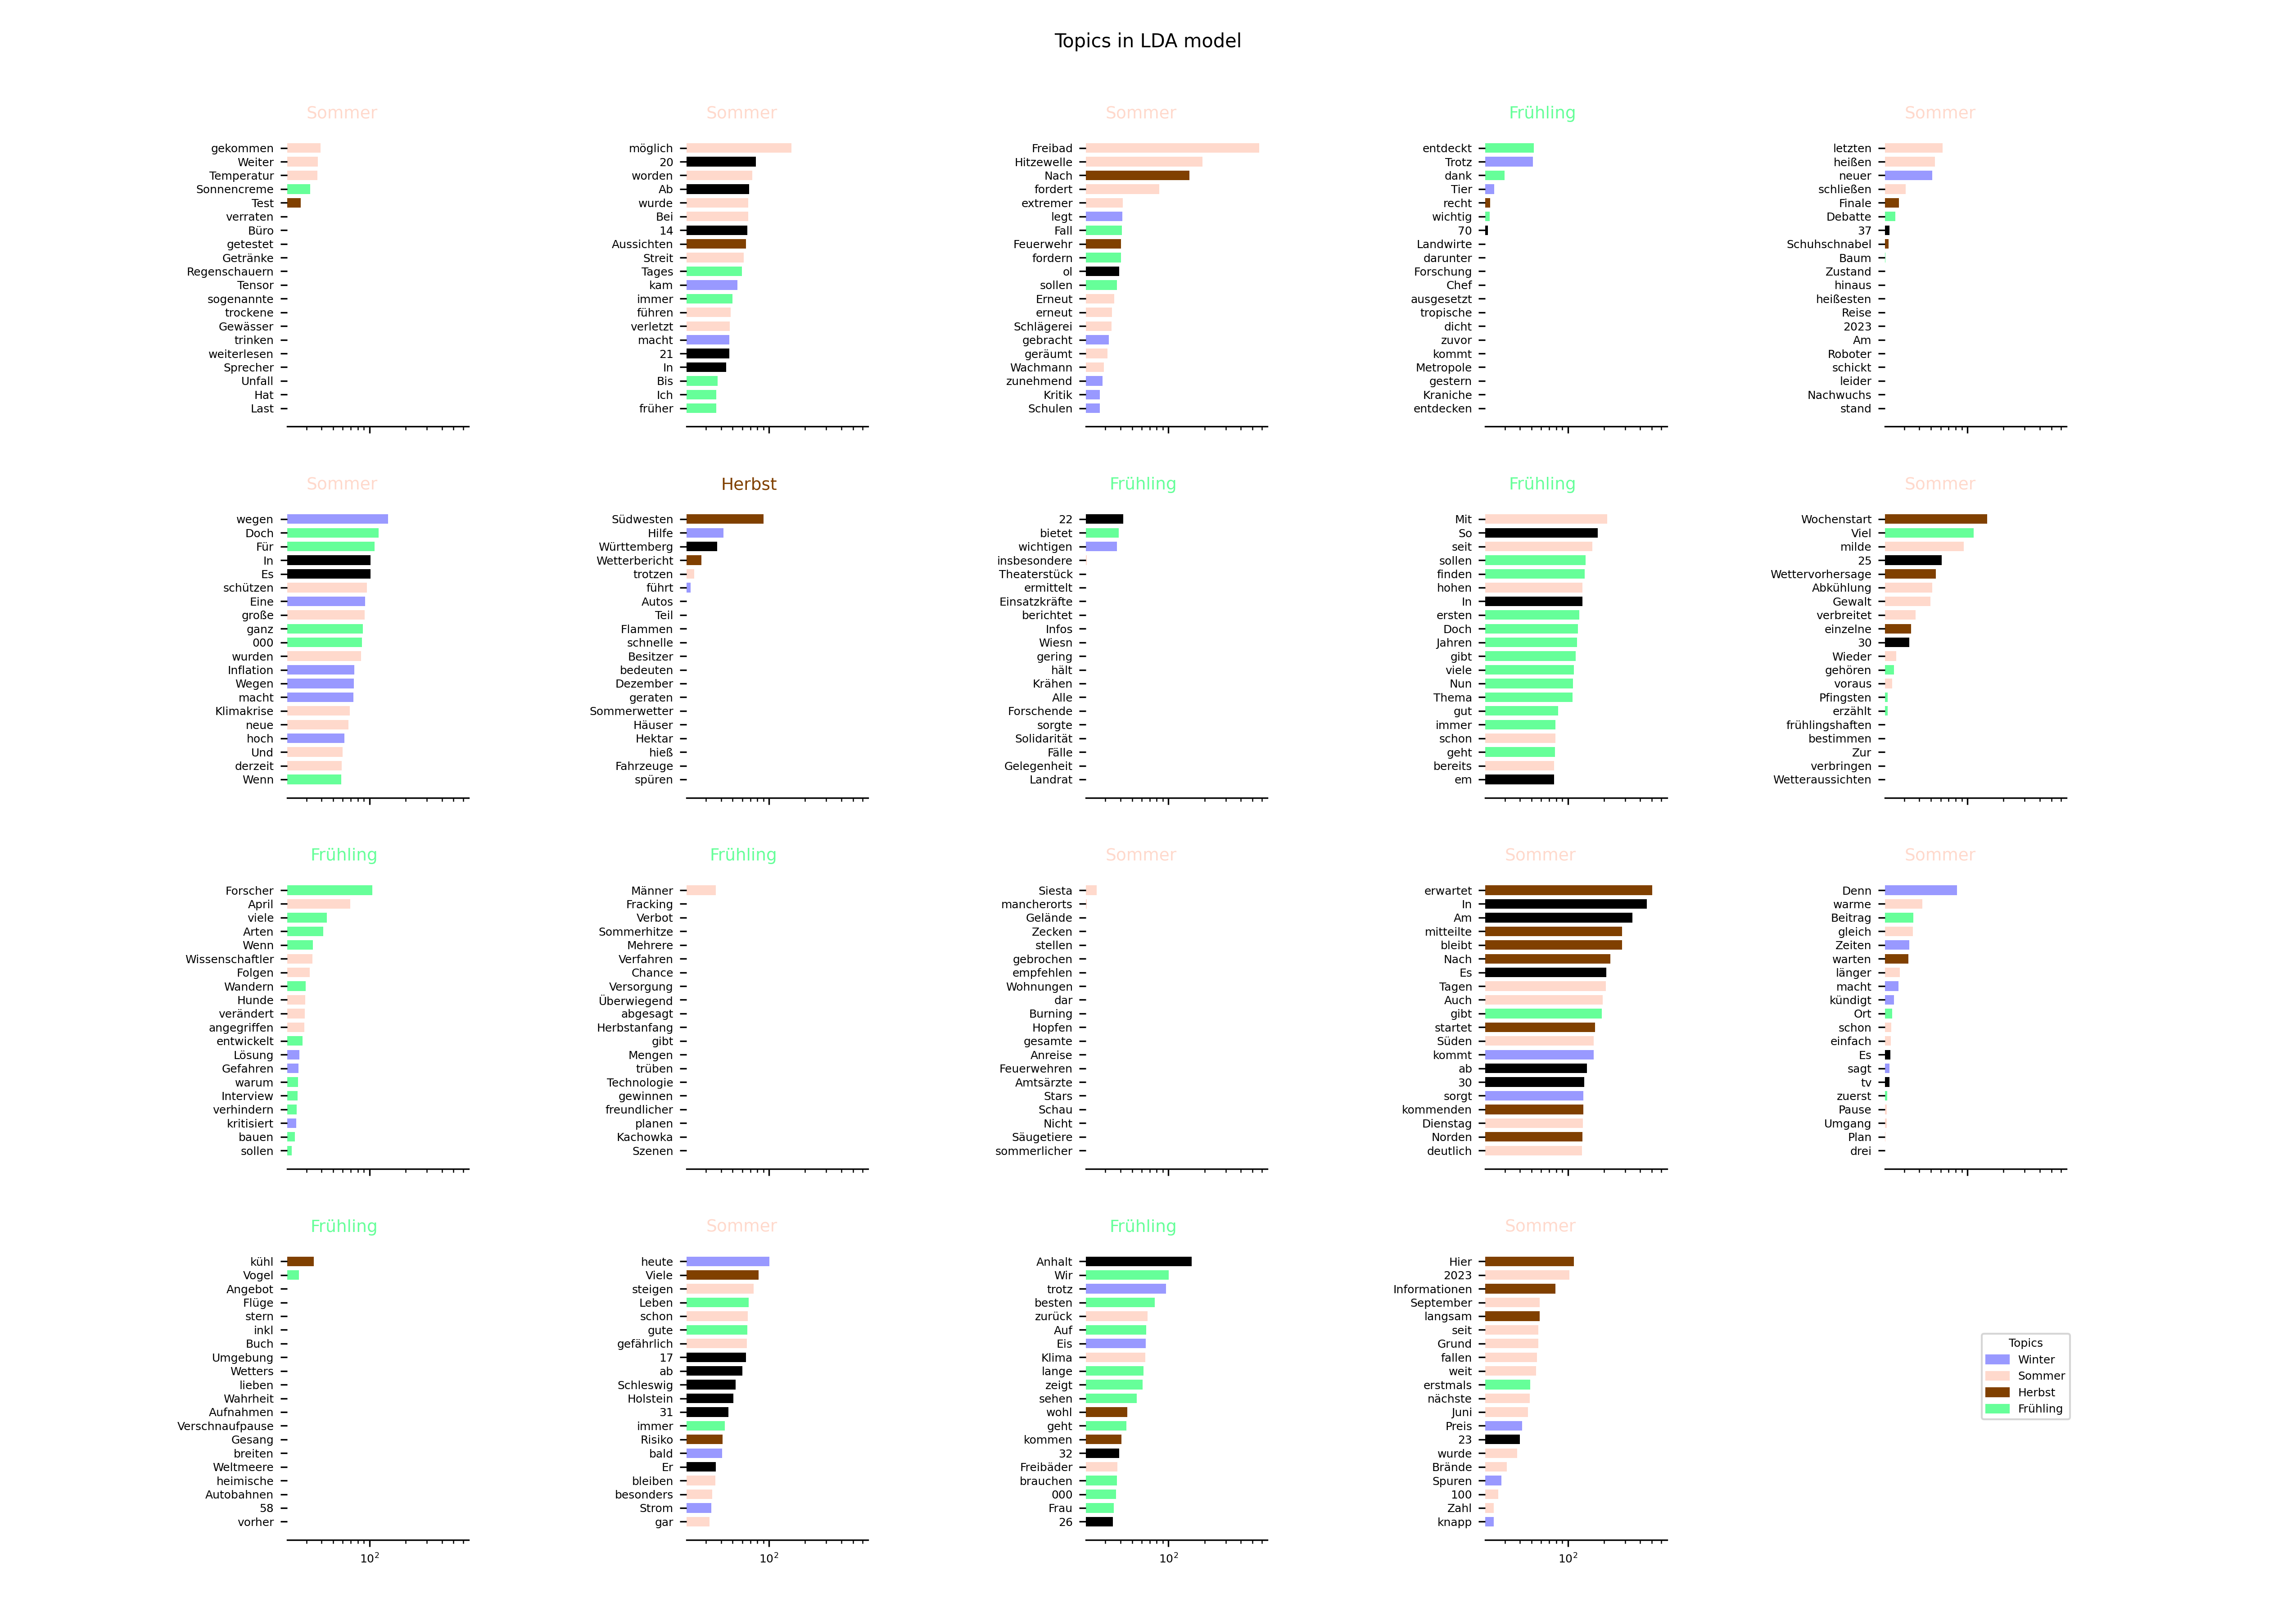 Topics in LDA model
Sommer
gekommen
Weiter
Temperatur
Sonnencreme
Test
verraten
Büro
getestet
Getränke
Regenschauern
Tensor
sogenannte
trockene
Gewässer
trinken
weiterlesen
Sprecher
Unfall
Hat
Last
Sommer
möglich
20
worden
Ab
wurde
Bei
14
Aussichten
Streit
Tages
kam
immer
führen
verletzt
macht
21
In
Bis
Ich
früher
Sommer
Freibad
Hitzewelle
Nach
fordert
extremer
legt
Fall
Feuerwehr
fordern
ol
sollen
Erneut
erneut
Schlägerei
gebracht
geräumt
Wachmann
zunehmend
Kritik
Schulen
Frühling
entdeckt
Trotz
dank
Tier
recht
wichtig
70
Landwirte
darunter
Forschung
Chef
ausgesetzt
tropische
dicht
zuvor
kommt
Metropole
gestern
Kraniche
entdecken
Sommer
letzten
heißen
neuer
schließen
Finale
Debatte
37
Schuhschnabel
Baum
Zustand
hinaus
heißesten
Reise
2023
Am
Roboter
schickt
leider
Nachwuchs
stand
Sommer
wegen
Doch
Für
In
Es
schützen
Eine
große
ganz
000
wurden
Inflation
Wegen
macht
Klimakrise
neue
hoch
Und
derzeit
Wenn
Herbst
Südwesten
Hilfe
Württemberg
Wetterbericht
trotzen
führt
Autos
Teil
Flammen
schnelle
Besitzer
bedeuten
Dezember
geraten
Sommerwetter
Häuser
Hektar
hieß
Fahrzeuge
spüren
Frühling
22
bietet
wichtigen
insbesondere
Theaterstück
ermittelt
Einsatzkräfte
berichtet
Infos
Wiesn
gering
hält
Krähen
Alle
Forschende
sorgte
Solidarität
Fälle
Gelegenheit
Landrat
Frühling
Mit
So
seit
sollen
finden
hohen
In
ersten
Doch
Jahren
gibt
viele
Nun
Thema
gut
immer
schon
geht
bereits
em
Sommer
Wochenstart
Viel
milde
25
Wettervorhersage
Abkühlung
Gewalt
verbreitet
einzelne
30
Wieder
gehören
voraus
Pfingsten
erzählt
frühlingshaften
bestimmen
Zur
verbringen
Wetteraussichten
Frühling
Forscher
April
viele
Arten
Wenn
Wissenschaftler
Folgen
Wandern
Hunde
verändert
angegriffen
entwickelt
Lösung
Gefahren
warum
Interview
verhindern
kritisiert
bauen
sollen
Frühling
Männer
Fracking
Verbot
Sommerhitze
Mehrere
Verfahren
Chance
Versorgung
Überwiegend
abgesagt
Herbstanfang
gibt
Mengen
trüben
Technologie
gewinnen
freundlicher
planen
Kachowka
Szenen
Sommer
Siesta
mancherorts
Gelände
Zecken
stellen
gebrochen
empfehlen
Wohnungen
dar
Burning
Hopfen
gesamte
Anreise
Feuerwehren
Amtsärzte
Stars
Schau
Nicht
Säugetiere
sommerlicher
Sommer
erwartet
In
Am
mitteilte
bleibt
Nach
Es
Tagen
Auch
gibt
startet
Süden
kommt
ab
30
sorgt
kommenden
Dienstag
Norden
deutlich
Sommer
Denn
warme
Beitrag
gleich
Zeiten
warten
länger
macht
kündigt
Ort
schon
einfach
Es
sagt
tv
zuerst
Pause
Umgang
Plan
drei
Frühling
kühl
Vogel
Angebot
Flüge
stern
inkl
Buch
Umgebung
Wetters
lieben
Wahrheit
Aufnahmen
Verschnaufpause
Gesang
breiten
Weltmeere
heimische
Autobahnen
58
vorher
10²
Sommer
heute
Viele
steigen
Leben
schon
gute
gefährlich
17
ab
Schleswig
Holstein
31
immer
Risiko
bald
Er
bleiben
besonders
Strom
gar
10²
Frühling
Anhalt
Wir
trotz
besten
zurück
Auf
Eis
Klima
lange
zeigt
sehen
wohl
geht
kommen
32
Freibäder
brauchen
000
Frau
26
10²
Sommer
Hier
2023
Informationen
September
langsam
seit
Grund
fallen
weit
erstmals
nächste
Juni
Preis
23
wurde
Brände
Spuren
100
Zahl
knapp
10²
Topics
Winter
Sommer
Herbst
Frühling